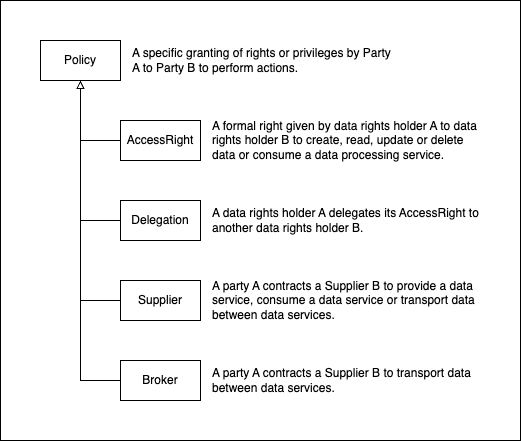 Policy
A specific granting of rights or privileges by Party
A to Party B to perform actions.
AccessRight
A formal right given by data rights holder A to data
rights holder B to create, read, update or delete
data or consume a data processing service.
Delegation
A data rights holder A delegates its AccessRight to
another data rights holder B.
Supplier
A party A contracts a Supplier B to provide a data
service, consume a data service or transport data
between data services.
Broker
A party A contracts a Supplier B to transport data
between data services.